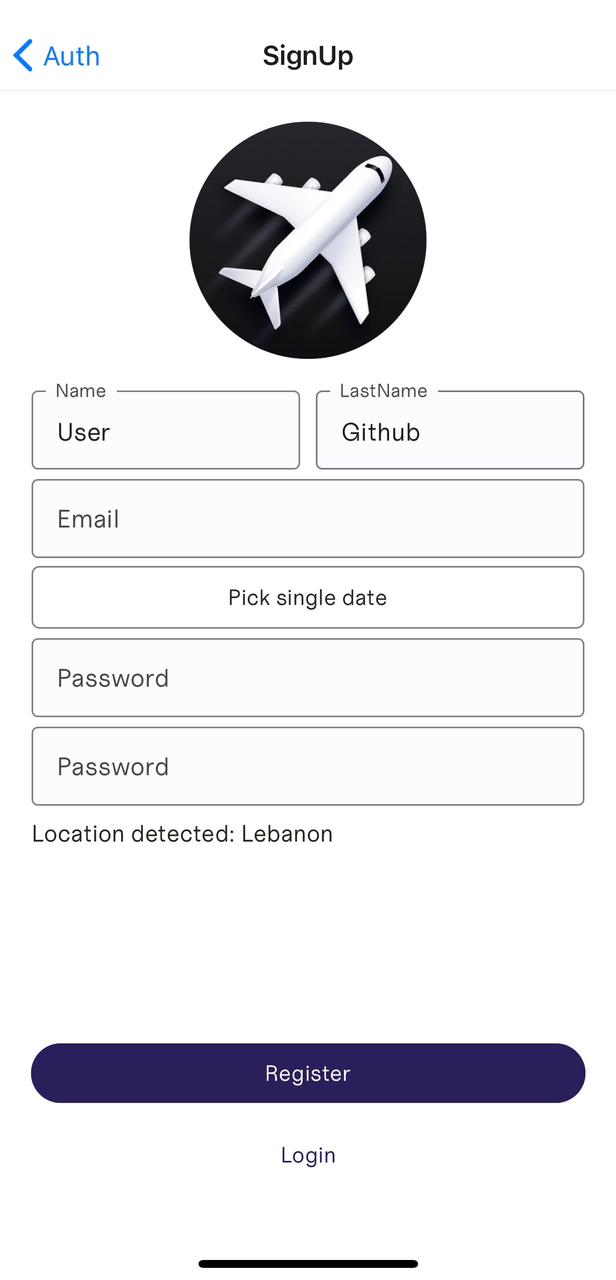 Auth
SignUp
Name
LastName
User
Github
Email
Pick single date
Password
Password
Location detected: Lebanon
Register
Login